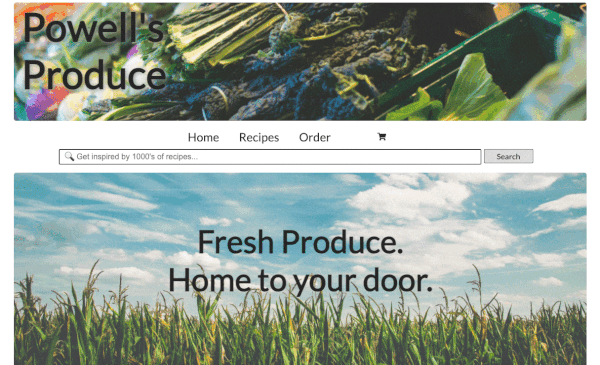 Powell's
Produce
Home Recipes Order
Get inspired by 1000's of recipes...
Search
Fresh Produce.
Home to your door.